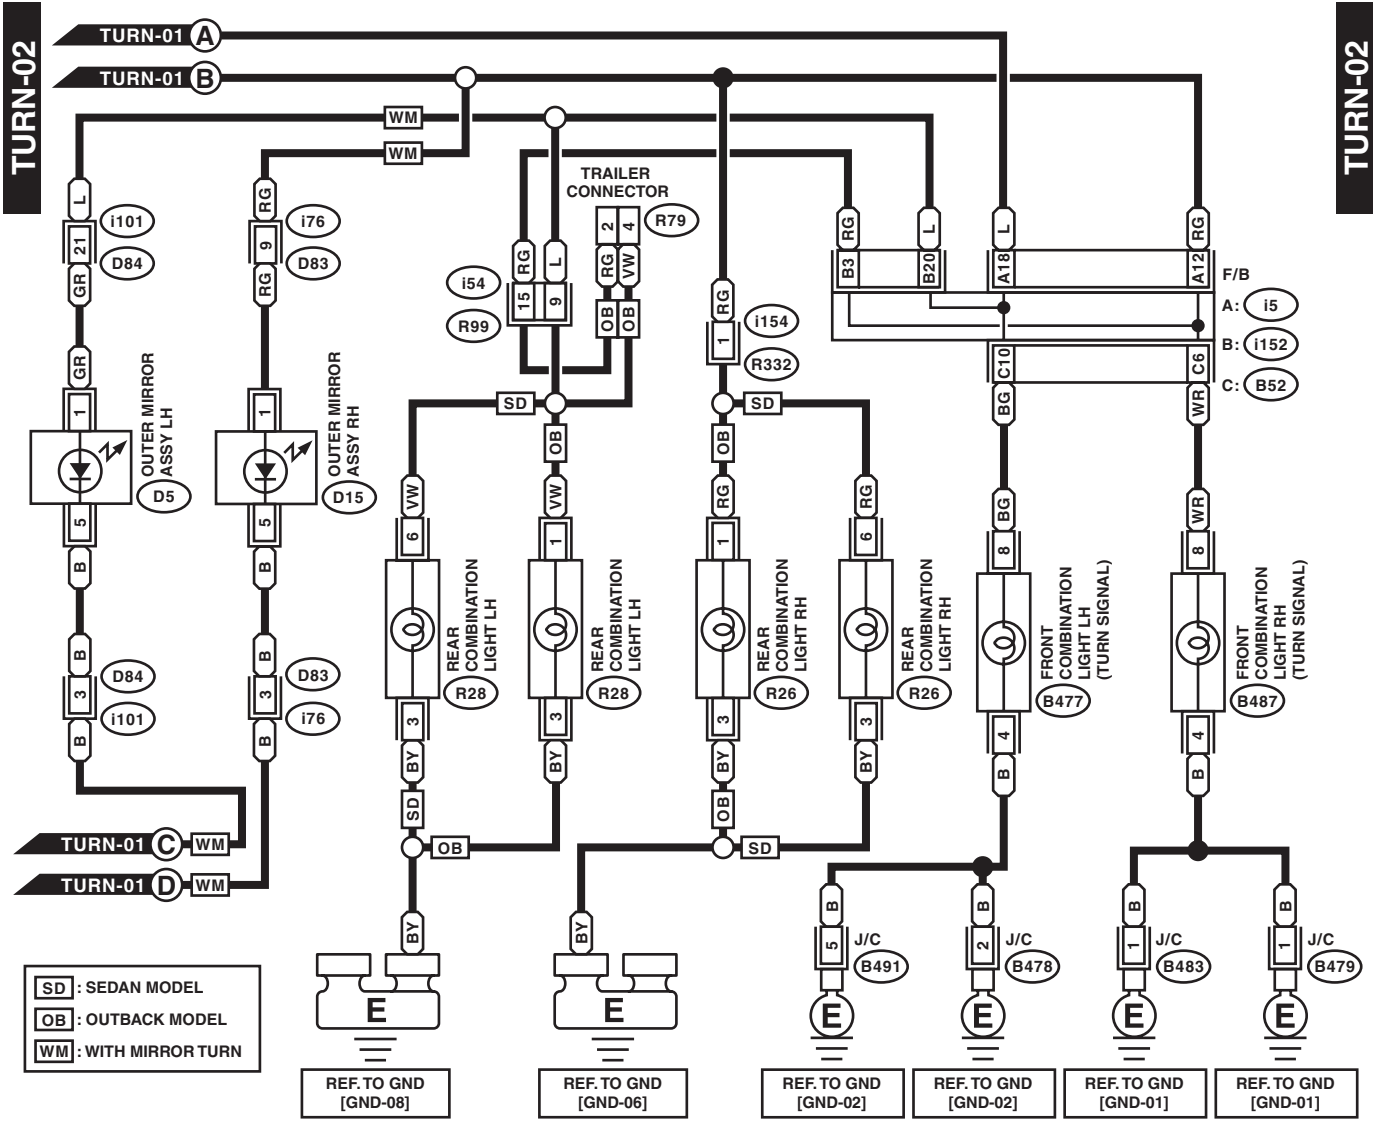 TURN-02
TURN-02
TURN-01 A
TURN-01 B
WM
WM
TRAILER
CONNECTOR
2
4
R79
L
RG
i101
i76
21
9
D84
D83
GR
RG
RG
L
RG
VW
i54
15
9
R99
OB
OB
RG
i154
1
R332
RG
L
L
RG
B3
B20
A18
A12
F/B
A: i5
B: i152
C: B52
C10
C6
BG
WR
GR
1
1
OUTER MIRROR
ASSY LH
D5
OUTER MIRROR
ASSY RH
D15
5
5
B
B
SD
SD
OB
OB
VW
VW
RG
RG
BG
WR
6
1
1
6
8
8
REAR
COMBINATION
LIGHT LH
R28
REAR
COMBINATION
LIGHT LH
R28
REAR
COMBINATION
LIGHT RH
R26
REAR
COMBINATION
LIGHT RH
R26
FRONT
COMBINATION
LIGHT LH
(TURN SIGNAL)
B477
FRONT
COMBINATION
LIGHT RH
(TURN SIGNAL)
B487
B
B
D84
D83
3
3
i101
i76
B
B
3
3
3
3
4
4
BY
BY
BY
BY
B
B
SD
OB
OB
SD
TURN-01 C WM
TURN-01 D WM
BY
BY
B
B
B
B
5
J/C
B491
2
J/C
B478
1
J/C
B483
1
J/C
B479
E
E
E
E
E
E
SD : SEDAN MODEL
OB : OUTBACK MODEL
WM : WITH MIRROR TURN
REF. TO GND
[GND-08]
REF. TO GND
[GND-06]
REF. TO GND
[GND-02]
REF. TO GND
[GND-02]
REF. TO GND
[GND-01]
REF. TO GND
[GND-01]